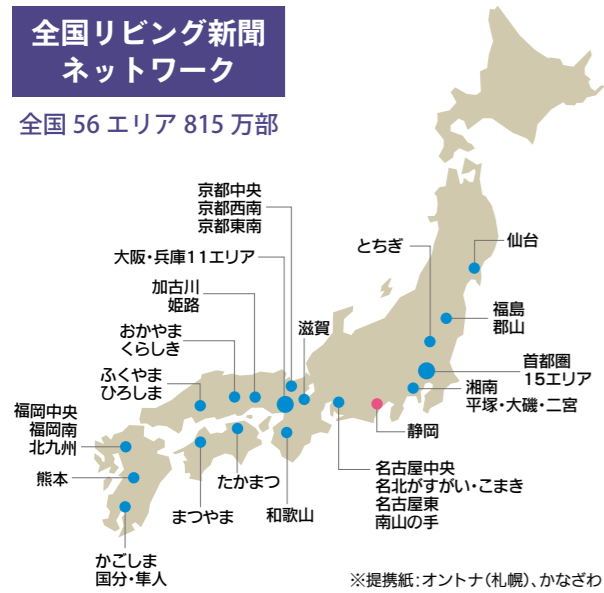 全国リビング新聞
ネットワーク
全国56エリア815万部
京都中央
京都西南
京都東南
大阪・兵庫11エリア
加古川
姫路
おかやま
くらしき
ふくやま
ひろしま
福岡中央
福岡南
北九州
熊本
かごしま
国分・隼人
まつやま
たかまつ
和歌山
滋賀
とちぎ
仙台
福島
郡山
首都圏
15エリア
湘南
平塚・大磯・二宮
静岡
名古屋中央
名北がすがい・こまき
名古屋東
南山の手
※提携紙：オントナ（札幌）、かなざわ